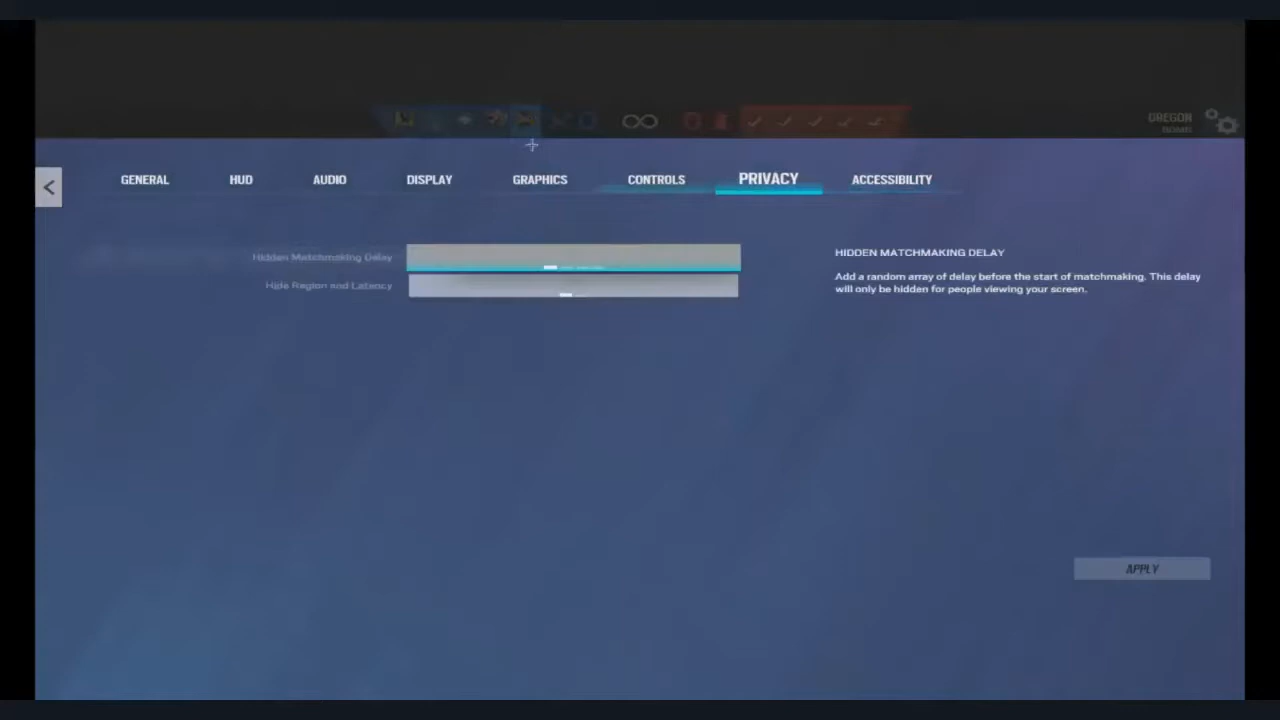 OREGON
GENERAL
HUD
AUDIO
DISPLAY
GRAPHICS
CONTROLS
PRIVACY
ACCESSIBILITY
Hidden Matchmaking Delay
Hide Region and Latency
HIDDEN MATCHMAKING DELAY
Add a random array of delay before the start of matchmaking. This delay
will only be hidden for people viewing your screen.
APPLY